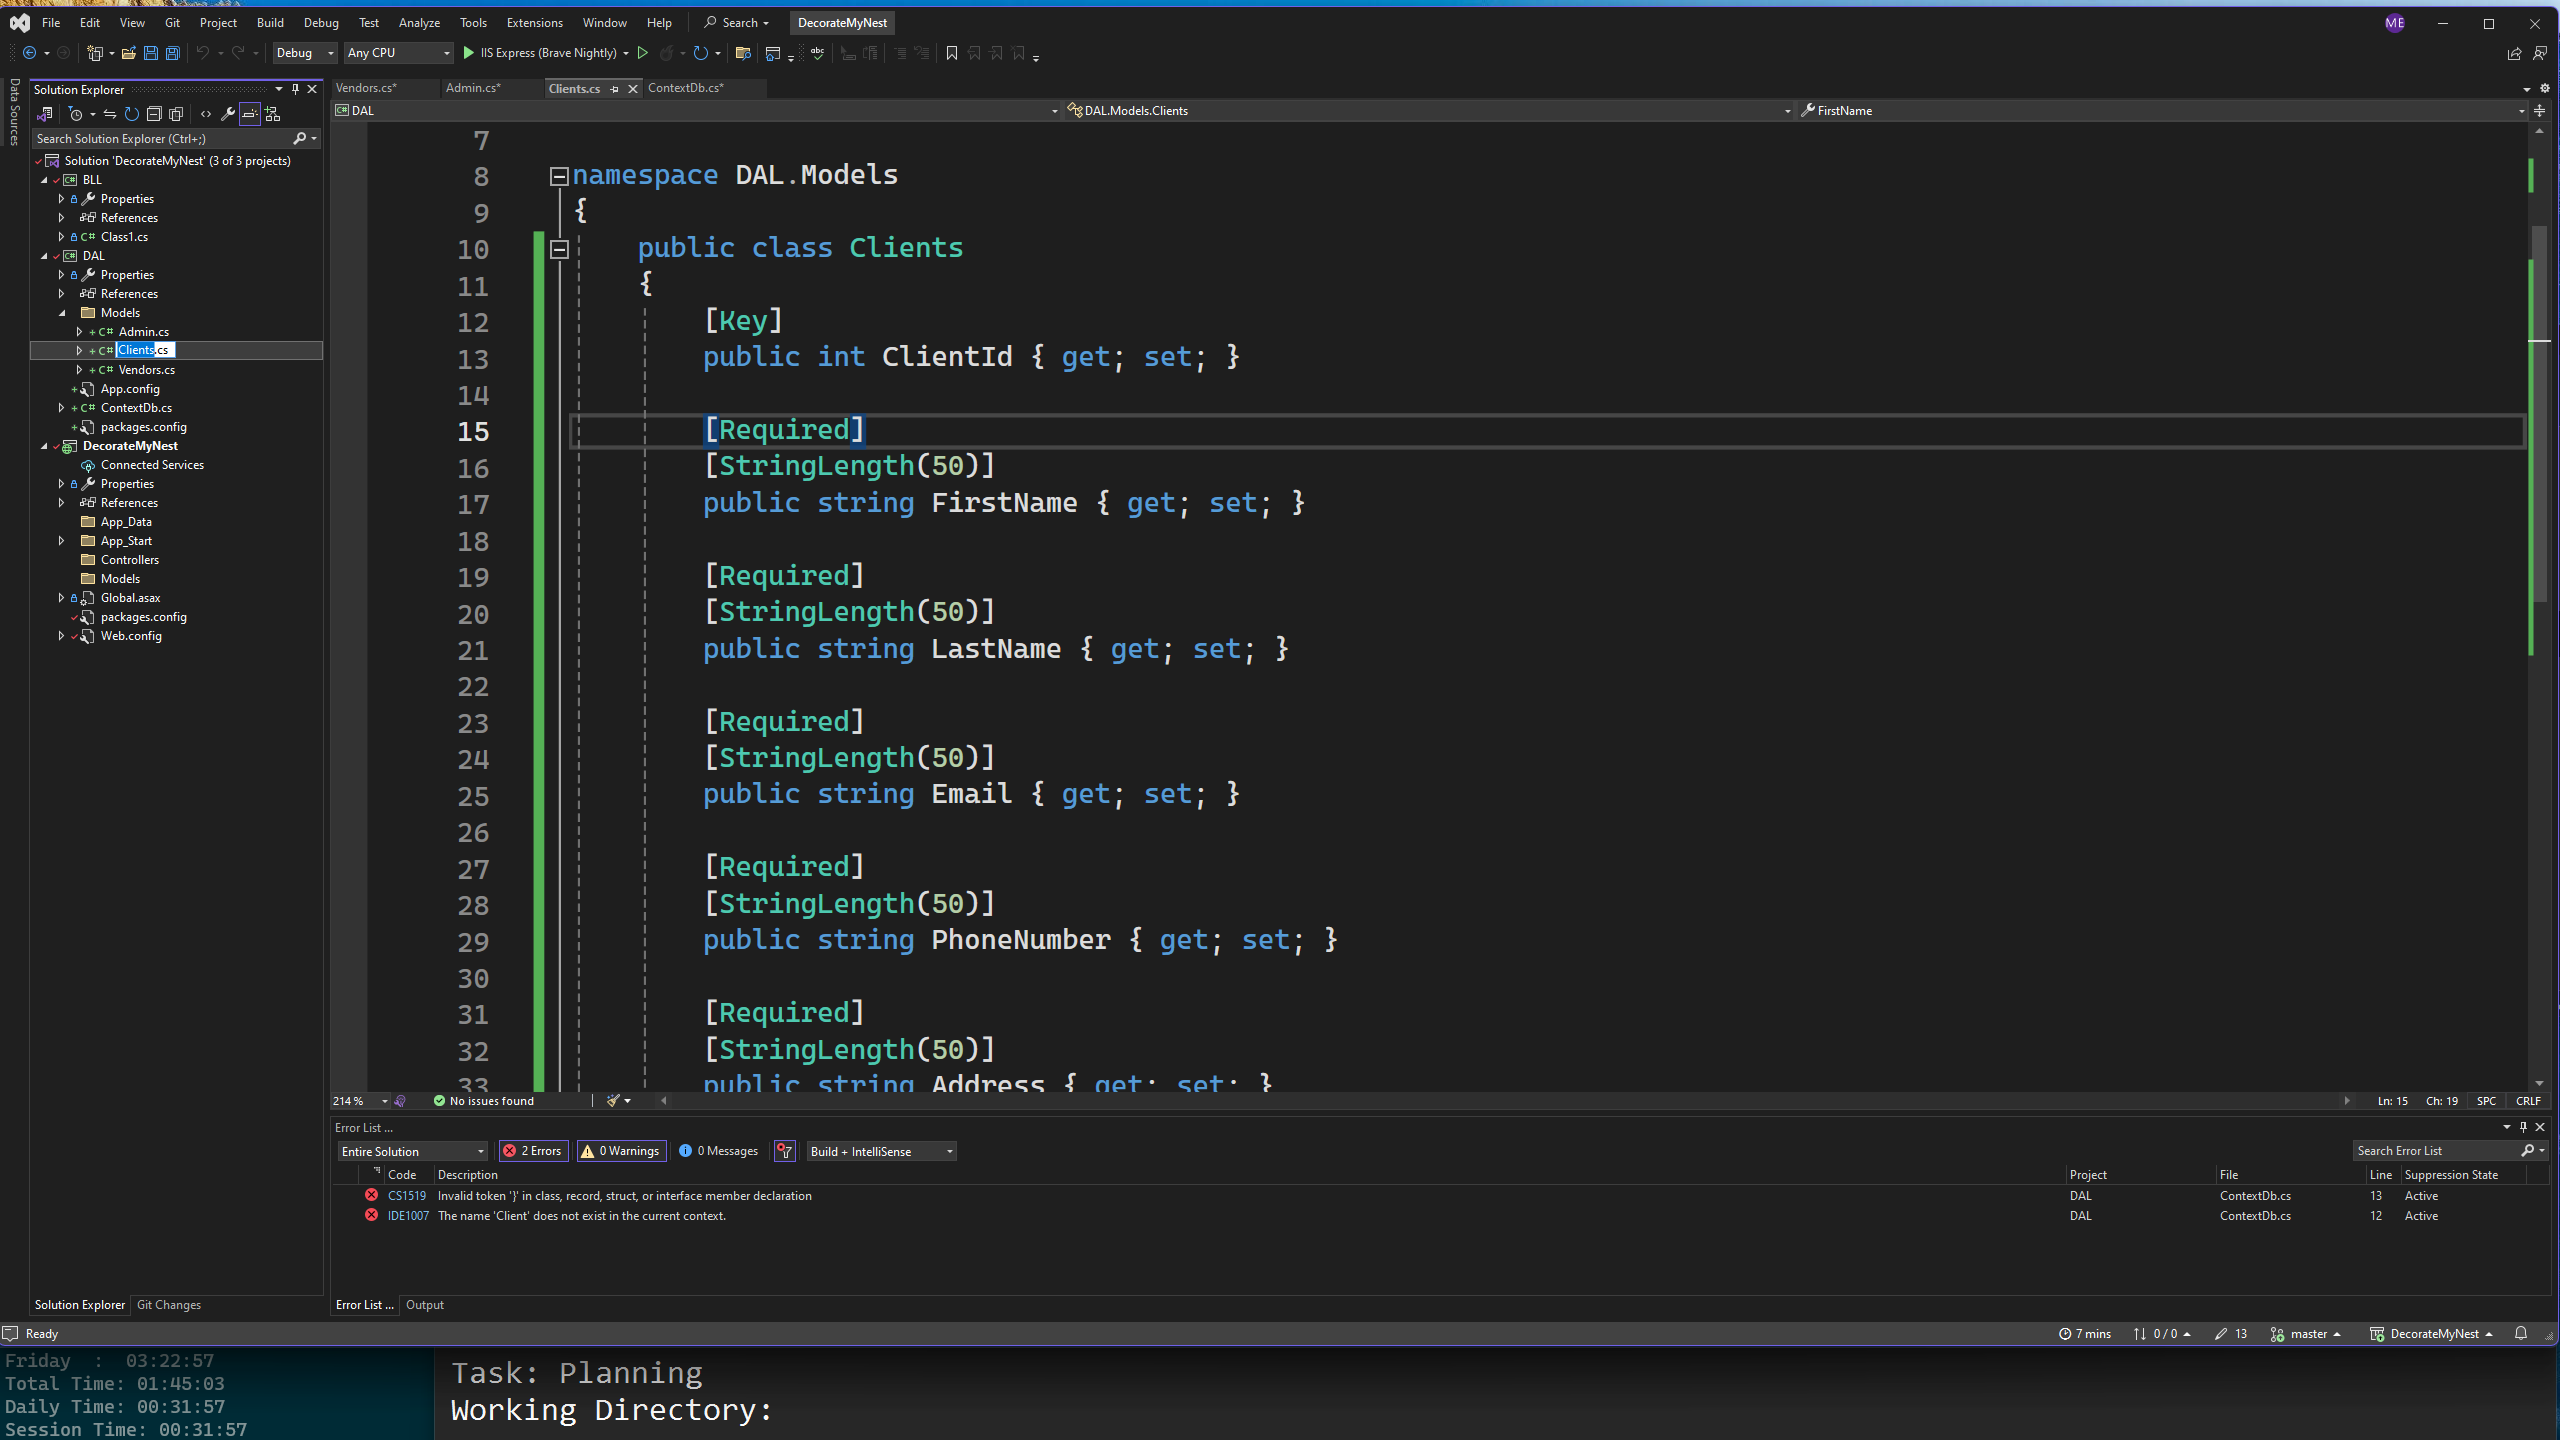 File Edit View Git Project Build Debug Test Analyze Tools Extensions Window Help Search DecorateMyNest ME
Debug Any CPU IIS Express (Brave Nightly)
Data Sources
Solution Explorer
Search Solution Explorer (Ctrl+;)
Solution 'DecorateMyNest' (3 of 3 projects)
BLL
Properties
References
C# Class1.cs
DAL
Properties
References
Models
C# Admin.cs
C# Clients.cs
C# Vendors.cs
App.config
C# ContextDb.cs
packages.config
DecorateMyNest
Connected Services
Properties
References
App_Data
App_Start
Controllers
Models
Global.asax
packages.config
Web.config
Solution Explorer Git Changes
Vendors.cs* Admin.cs* Clients.cs ContextDb.cs*
DAL DAL.Models.Clients FirstName
7
8 namespace DAL.Models
9 {
10 public class Clients
11 {
12 [Key]
13 public int ClientId { get; set; }
14
15 [Required]
16 [StringLength(50)]
17 public string FirstName { get; set; }
18
19 [Required]
20 [StringLength(50)]
21 public string LastName { get; set; }
22
23 [Required]
24 [StringLength(50)]
25 public string Email { get; set; }
26
27 [Required]
28 [StringLength(50)]
29 public string PhoneNumber { get; set; }
30
31 [Required]
32 [StringLength(50)]
33 public string Address { get; set; }
214 % No issues found Ln: 15 Ch: 19 SPC CRLF
Error List ...
Entire Solution 2 Errors 0 Warnings 0 Messages Build + IntelliSense Search Error List
Code Description Project File Line Suppression State
CS1519 Invalid token '}' in class, record, struct, or interface member declaration DAL ContextDb.cs 13 Active
IDE1007 The name 'Client' does not exist in the current context. DAL ContextDb.cs 12 Active
Error List ... Output
Ready 7 mins 0 / 0 13 master DecorateMyNest
Friday : 03:22:57
Total Time: 01:45:03
Daily Time: 00:31:57
Session Time: 00:31:57
Task: Planning
Working Directory: